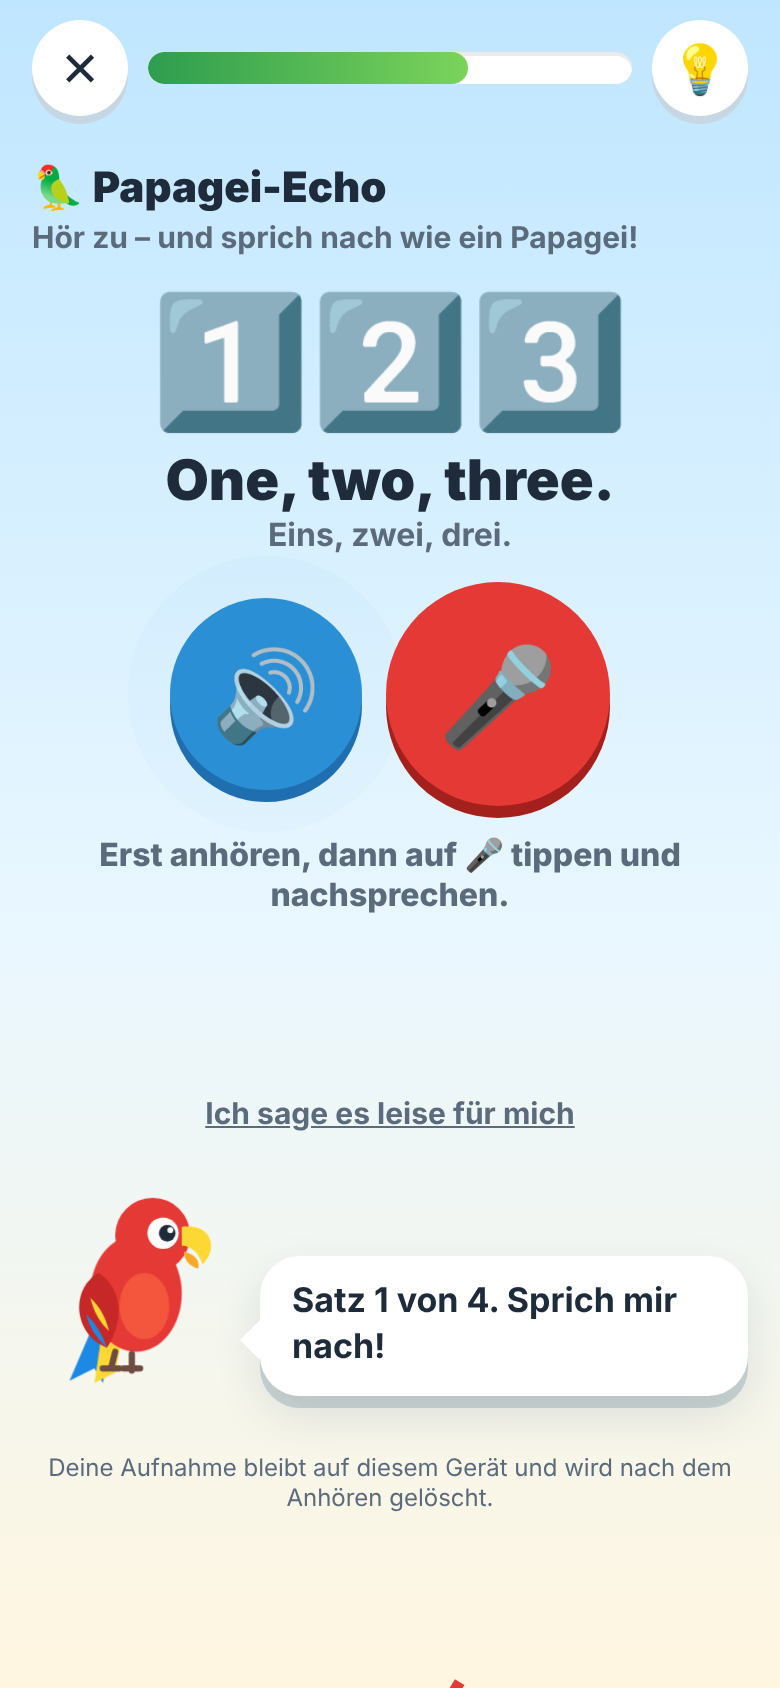 Papagei-Echo
Hör zu – und sprich nach wie ein Papagei!
1 2 3
One, two, three.
Eins, zwei, drei.
Erst anhören, dann auf 🎤 tippen und
nachsprechen.
Ich sage es leise für mich
Satz 1 von 4. Sprich mir
nach!
Deine Aufnahme bleibt auf diesem Gerät und wird nach dem
Anhören gelöscht.